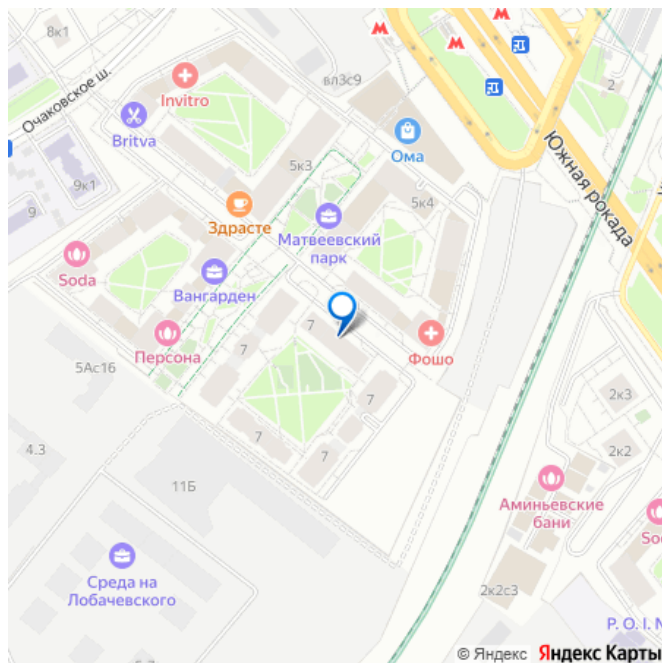 8к1
М
М
П
вл3с9
2
П
Очаковское ш.
Invitro
Britva
Ома
Южная рокада
5к3
9к1
9
Здрасте
5к4
Матвеевский
парк
Soda
Вангарден
7
Фошо
Персона
7
5Ас16
7
2к3
7
4.3
7
2к2
11Б
Аминьевские
бани
Среда на
Лобачевского
2к2с3
P. O. I. N
© Яндекс Яндекс Карты